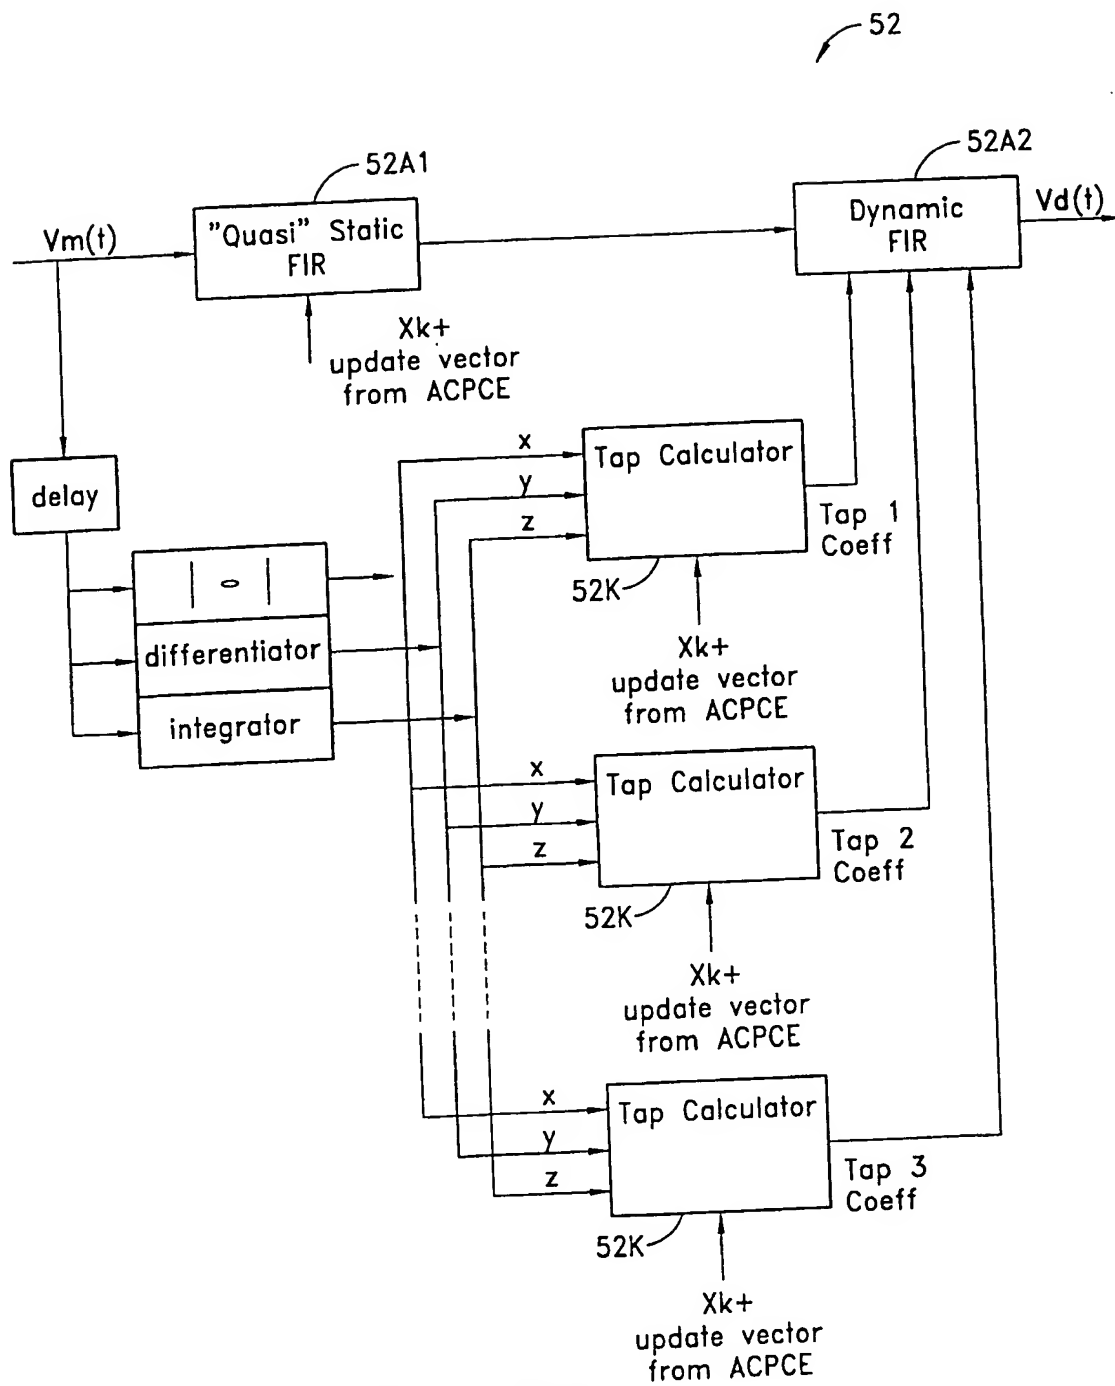 52
52A1
52A2
Vm(t)
"Quasi" Static
FIR
Dynamic
FIR
Vd(t)
Xk+
update vector
from ACPCE
delay
| o |
differentiator
integrator
x
y
z
Tap Calculator
Tap 1
Coeff
52K
Xk+
update vector
from ACPCE
x
y
z
Tap Calculator
Tap 2
Coeff
52K
Xk+
update vector
from ACPCE
x
y
z
Tap Calculator
Tap 3
Coeff
52K
Xk+
update vector
from ACPCE